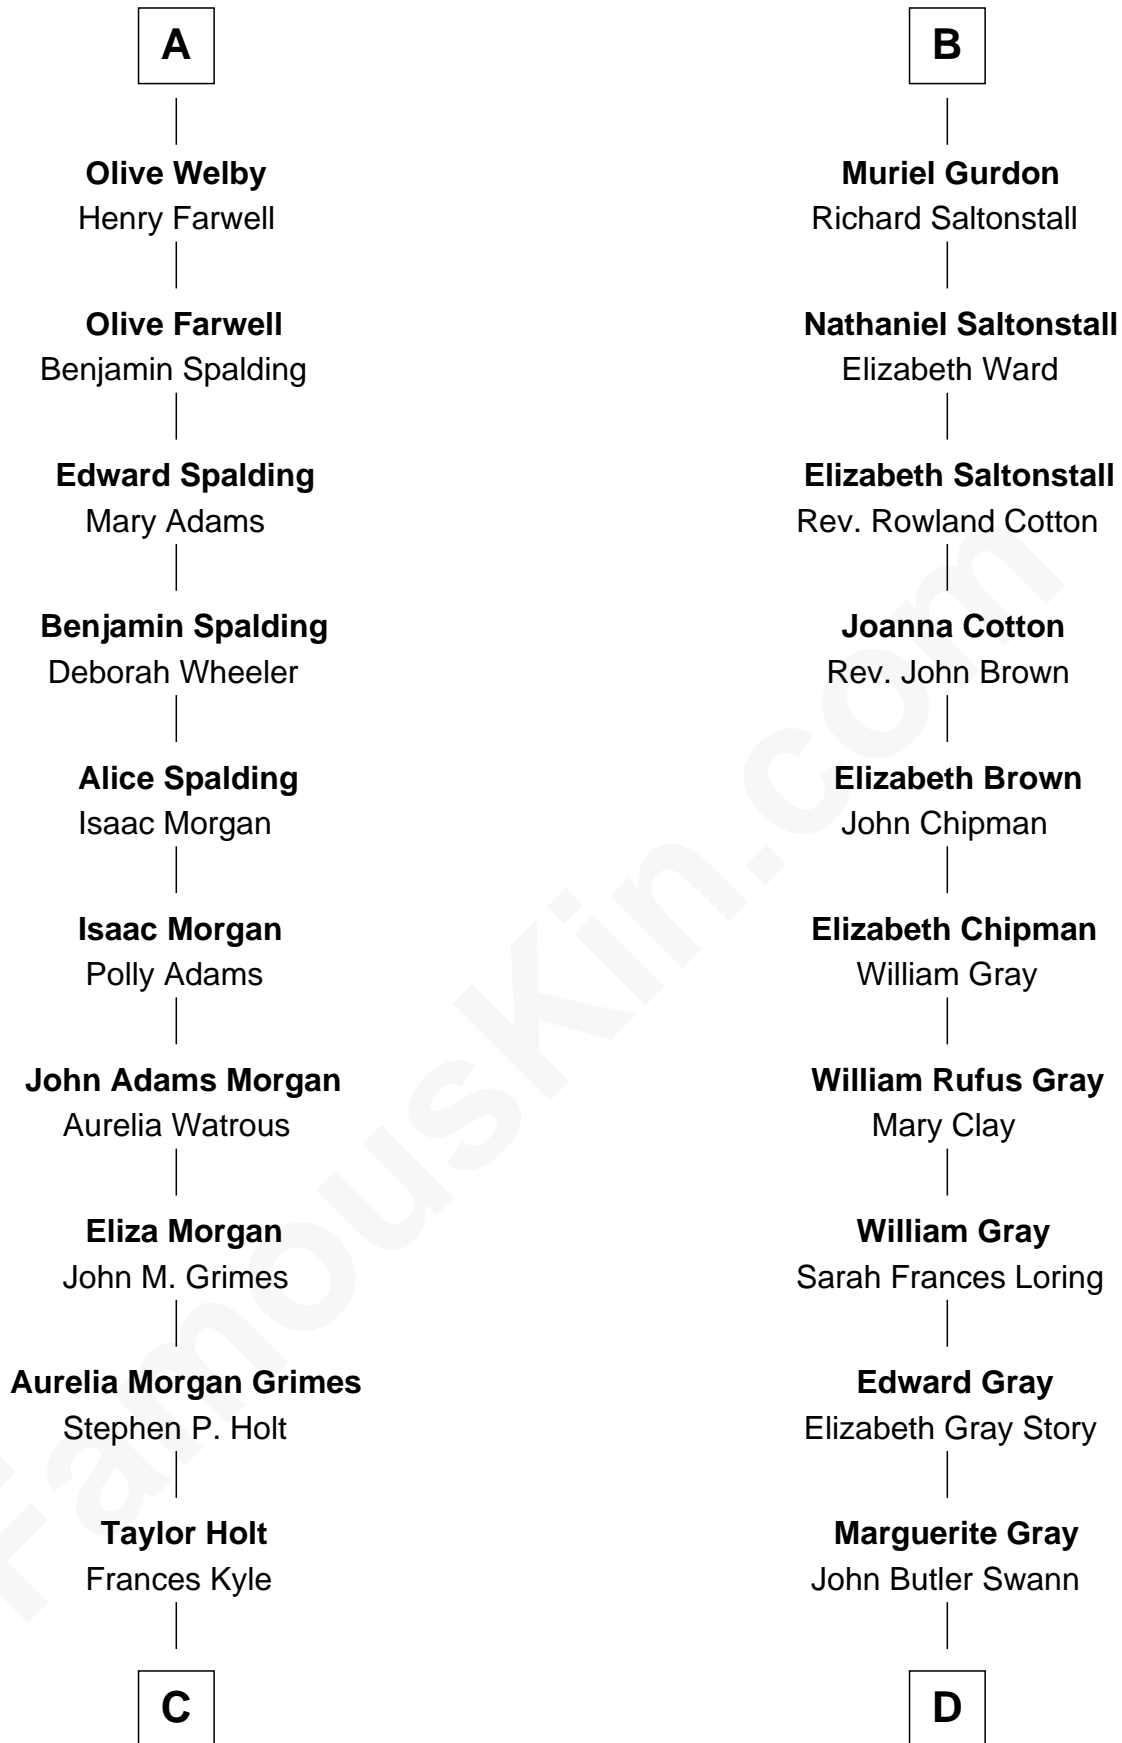 A
Olive Welby
Henry Farwell
Olive Farwell
Benjamin Spalding
Edward Spalding
Mary Adams
Benjamin Spalding
Deborah Wheeler
Alice Spalding
Isaac Morgan
Isaac Morgan
Polly Adams
John Adams Morgan
Aurelia Watrous
Eliza Morgan
John M. Grimes
Aurelia Morgan Grimes
Stephen P. Holt
Taylor Holt
Frances Kyle
C
B
Muriel Gurdon
Richard Saltonstall
Nathaniel Saltonstall
Elizabeth Ward
Elizabeth Saltonstall
Rev. Rowland Cotton
Joanna Cotton
Rev. John Brown
Elizabeth Brown
John Chipman
Elizabeth Chipman
William Gray
William Rufus Gray
Mary Clay
William Gray
Sarah Frances Loring
Edward Gray
Elizabeth Gray Story
Marguerite Gray
John Butler Swann
D
FamousKin.com